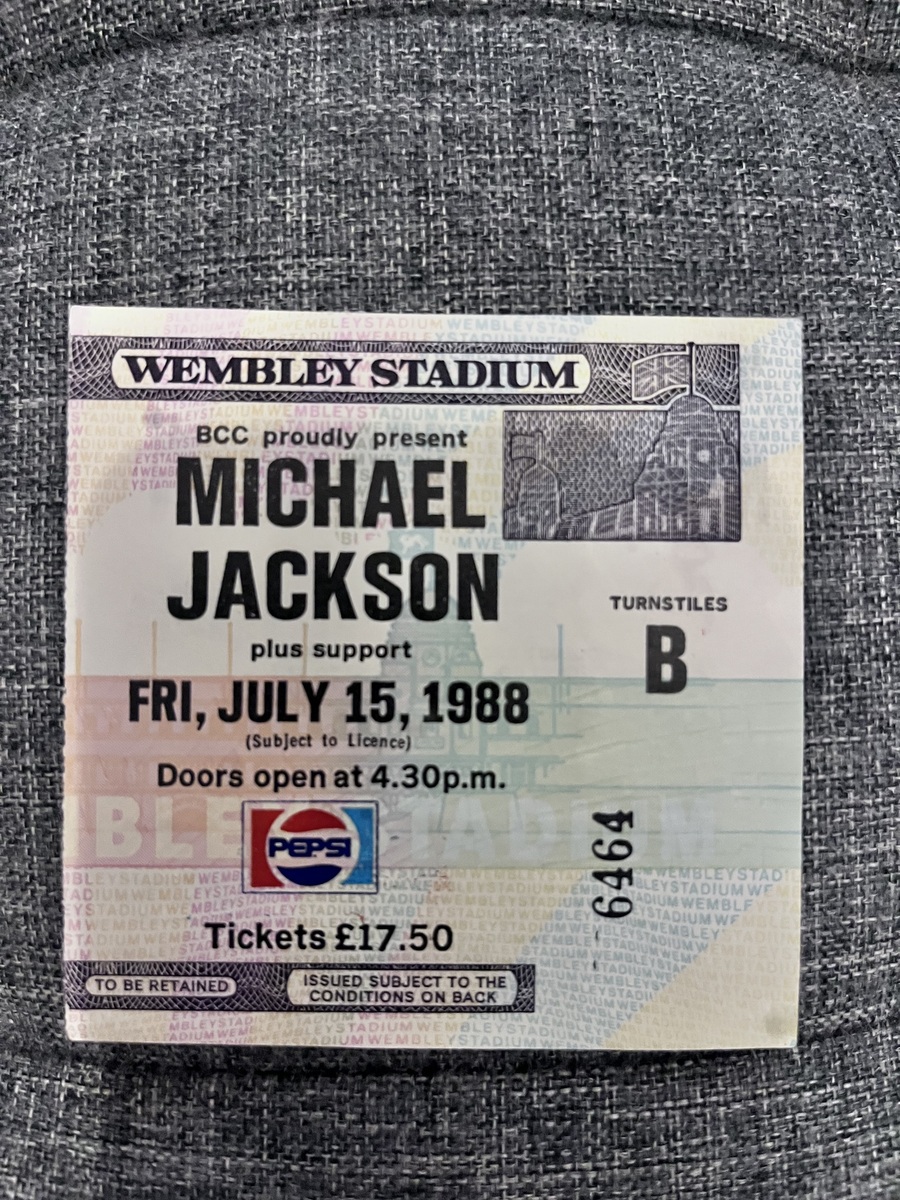 WEMBLEY STADIUM
BCC proudly present
MICHAEL
JACKSON
plus support
FRI, JULY 15, 1988
(Subject to Licence)
Doors open at 4.30p.m.
PEPSI
Tickets £17.50
TO BE RETAINED
ISSUED SUBJECT TO THE
CONDITIONS ON BACK
TURNSTILES
B
6464